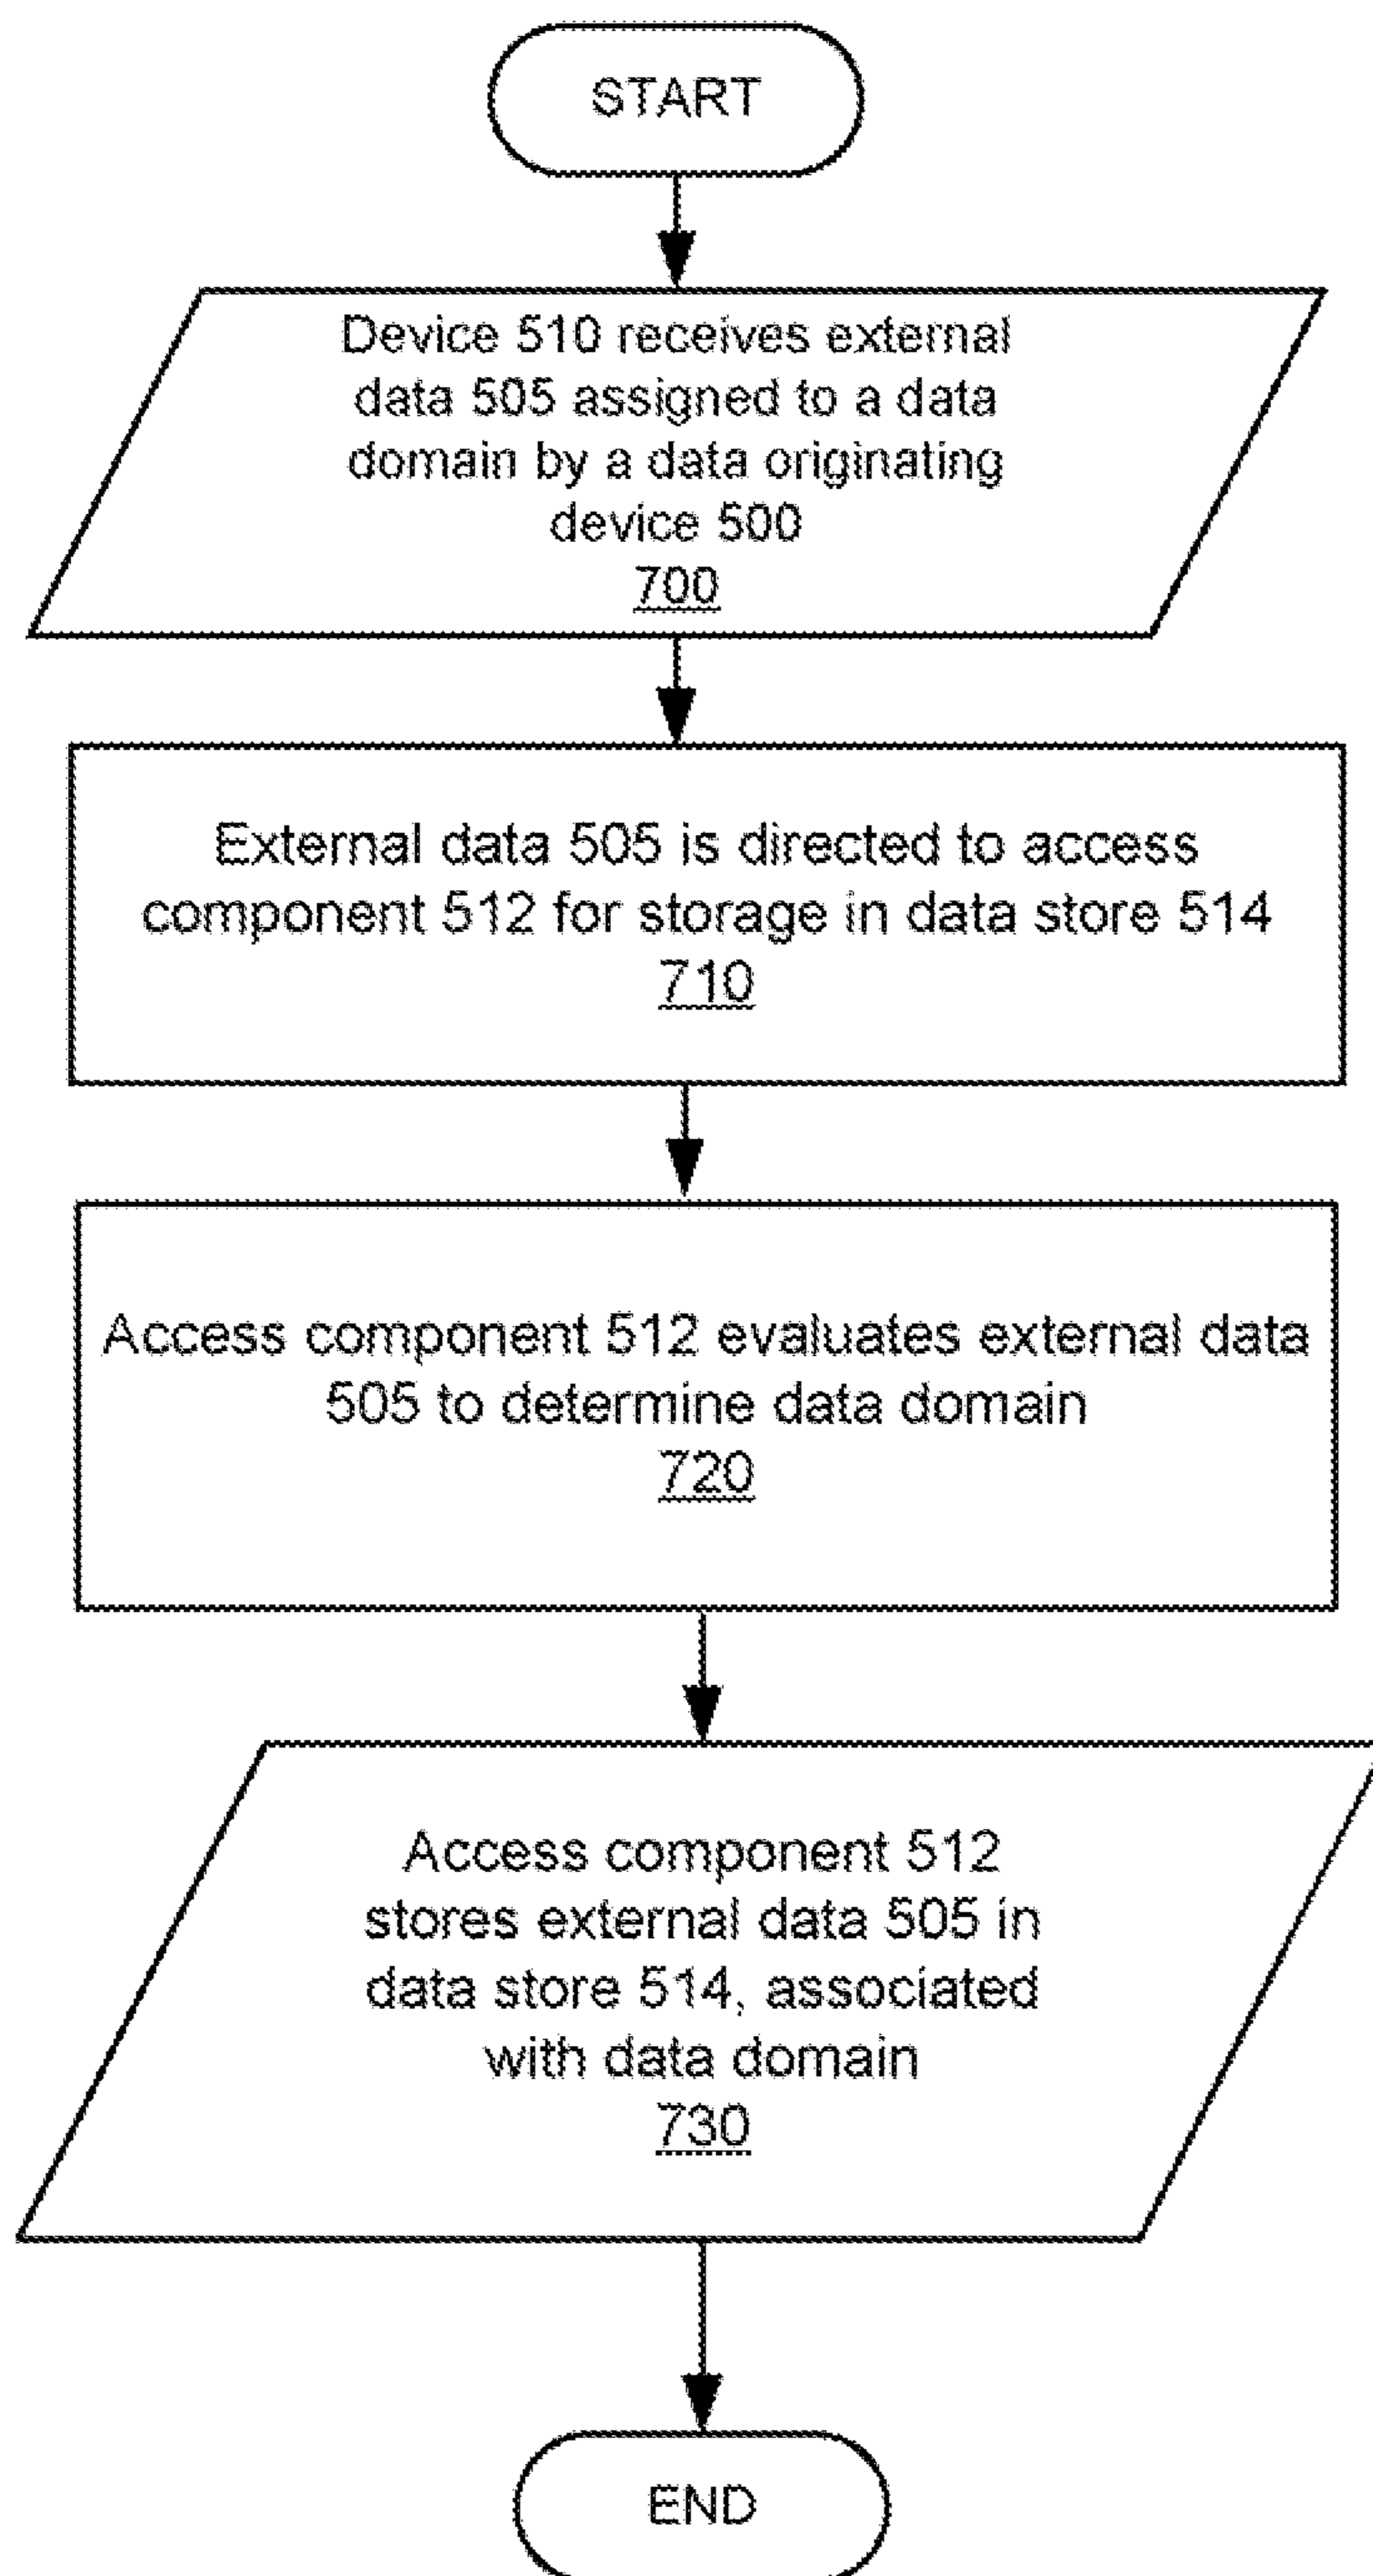 START
Device 510 receives external
data 505 assigned to a data
domain by a data originating
device 500
700
External data 505 is directed to access
component 512 for storage in data store 514
710
Access component 512 evaluates external data
505 to determine data domain
720
Access component 512
stores external data 505 in
data store 514, associated
with data domain
730
END